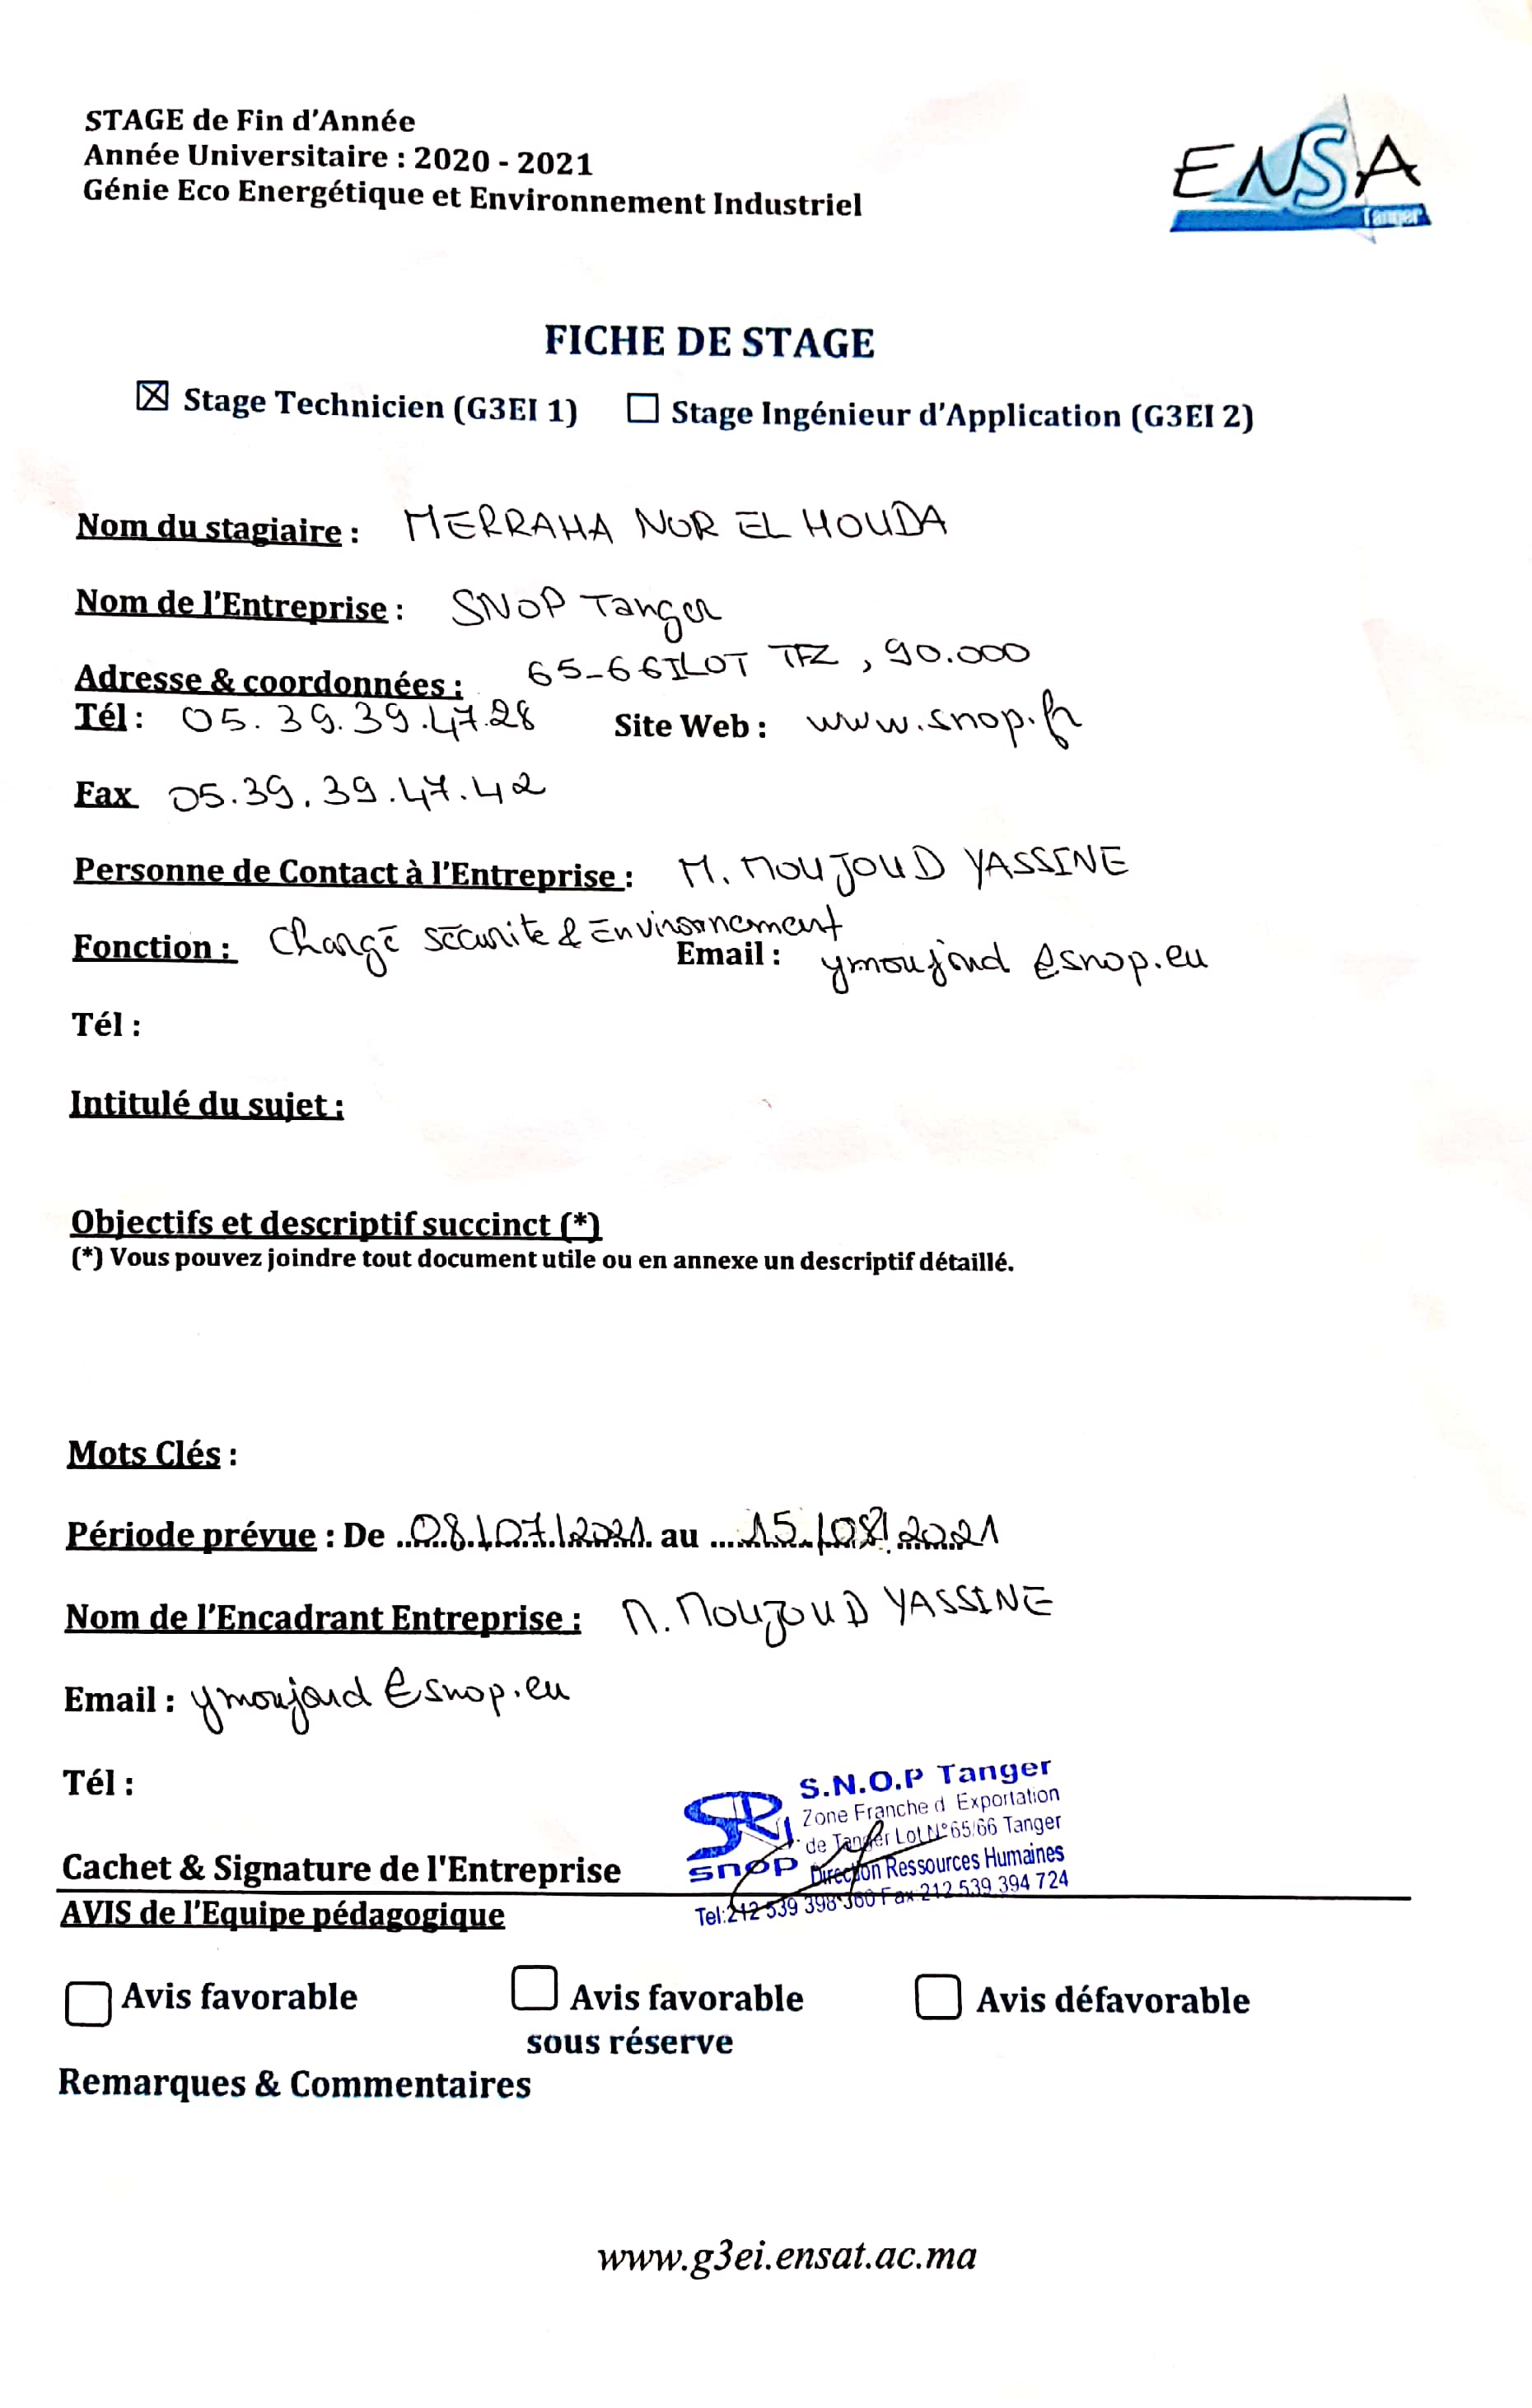 STAGE de Fin d'Année
Année Universitaire : 2020 - 2021
Génie Eco Energétique et Environnement Industriel
ENSA
Tanger
FICHE DE STAGE
☒ Stage Technicien (G3EI 1) ☐ Stage Ingénieur d'Application (G3EI 2)
Nom du stagiaire : MERRAHA NOR EL HOUDA
Nom de l'Entreprise : SNOP Tanger
Adresse & coordonnées : 65-66 ILOT TFZ , 90.000
Tél : 05.39.39.47.28 Site Web : www.snop.fr
Fax 05.39.39.47.42
Personne de Contact à l'Entreprise : M. MOUJOUD YASSINE
Fonction : Chargé sécurité & Environnement Email : ymoujoud@snop.eu
Tél :
Intitulé du sujet :
Objectifs et descriptif succinct (*)
(*) Vous pouvez joindre tout document utile ou en annexe un descriptif détaillé.
Mots Clés :
Période prévue : De 08/07/2021 au 15/08/2021
Nom de l'Encadrant Entreprise : M. MOUJOUD YASSINE
Email : ymoujoud@snop.eu
Tél :
S.N.O.P Tanger
Zone Franche d Exportation
de Tanger Lot N°65/66 Tanger
snop Direction Ressources Humaines
Tel:212 539 398 360 Fax 212 539 394 724
Cachet & Signature de l'Entreprise
AVIS de l'Equipe pédagogique
☐ Avis favorable ☐ Avis favorable ☐ Avis défavorable
sous réserve
Remarques & Commentaires
www.g3ei.ensat.ac.ma